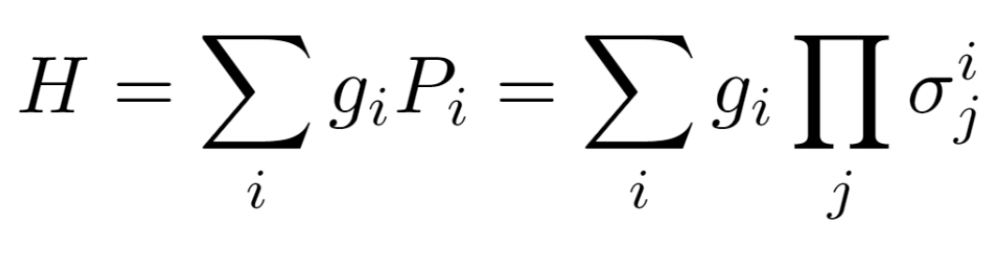 H = \sum_i g_i P_i = \sum_i g_i \prod_j \sigma_j^i